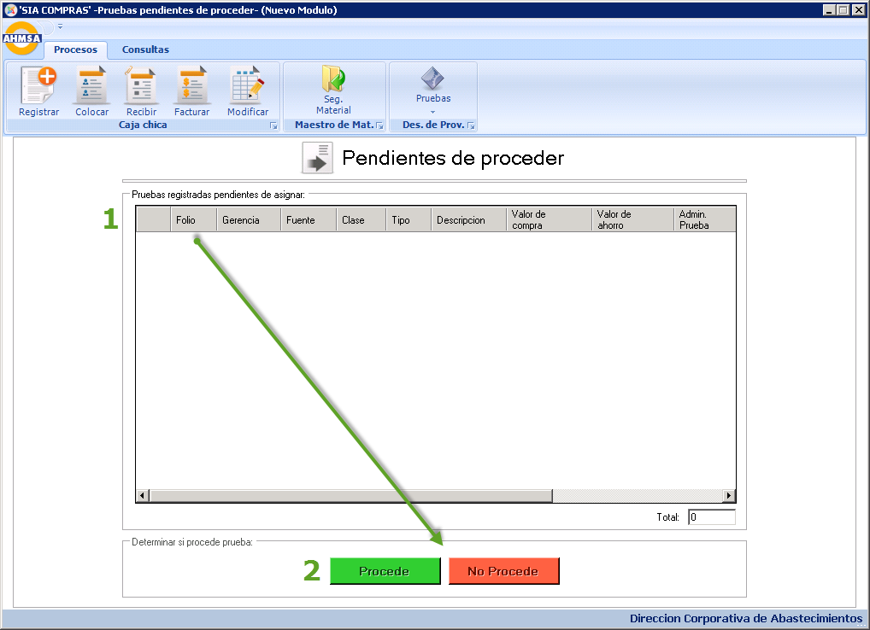 'SIA COMPRAS' -Pruebas pendientes de proceder- (Nuevo Modulo)
AHMSA
Procesos Consultas
Registrar Colocar Recibir Facturar Modificar
Seg. Material
Pruebas
Caja chica Maestro de Mat. Des. de Prov.
Pendientes de proceder
Pruebas registradas pendientes de asignar:
1
Folio Gerencia Fuente Clase Tipo Descripcion Valor de compra Valor de ahorro Admin. Prueba
Total: 0
Determinar si procede prueba:
2 Procede No Procede
Direccion Corporativa de Abastecimientos